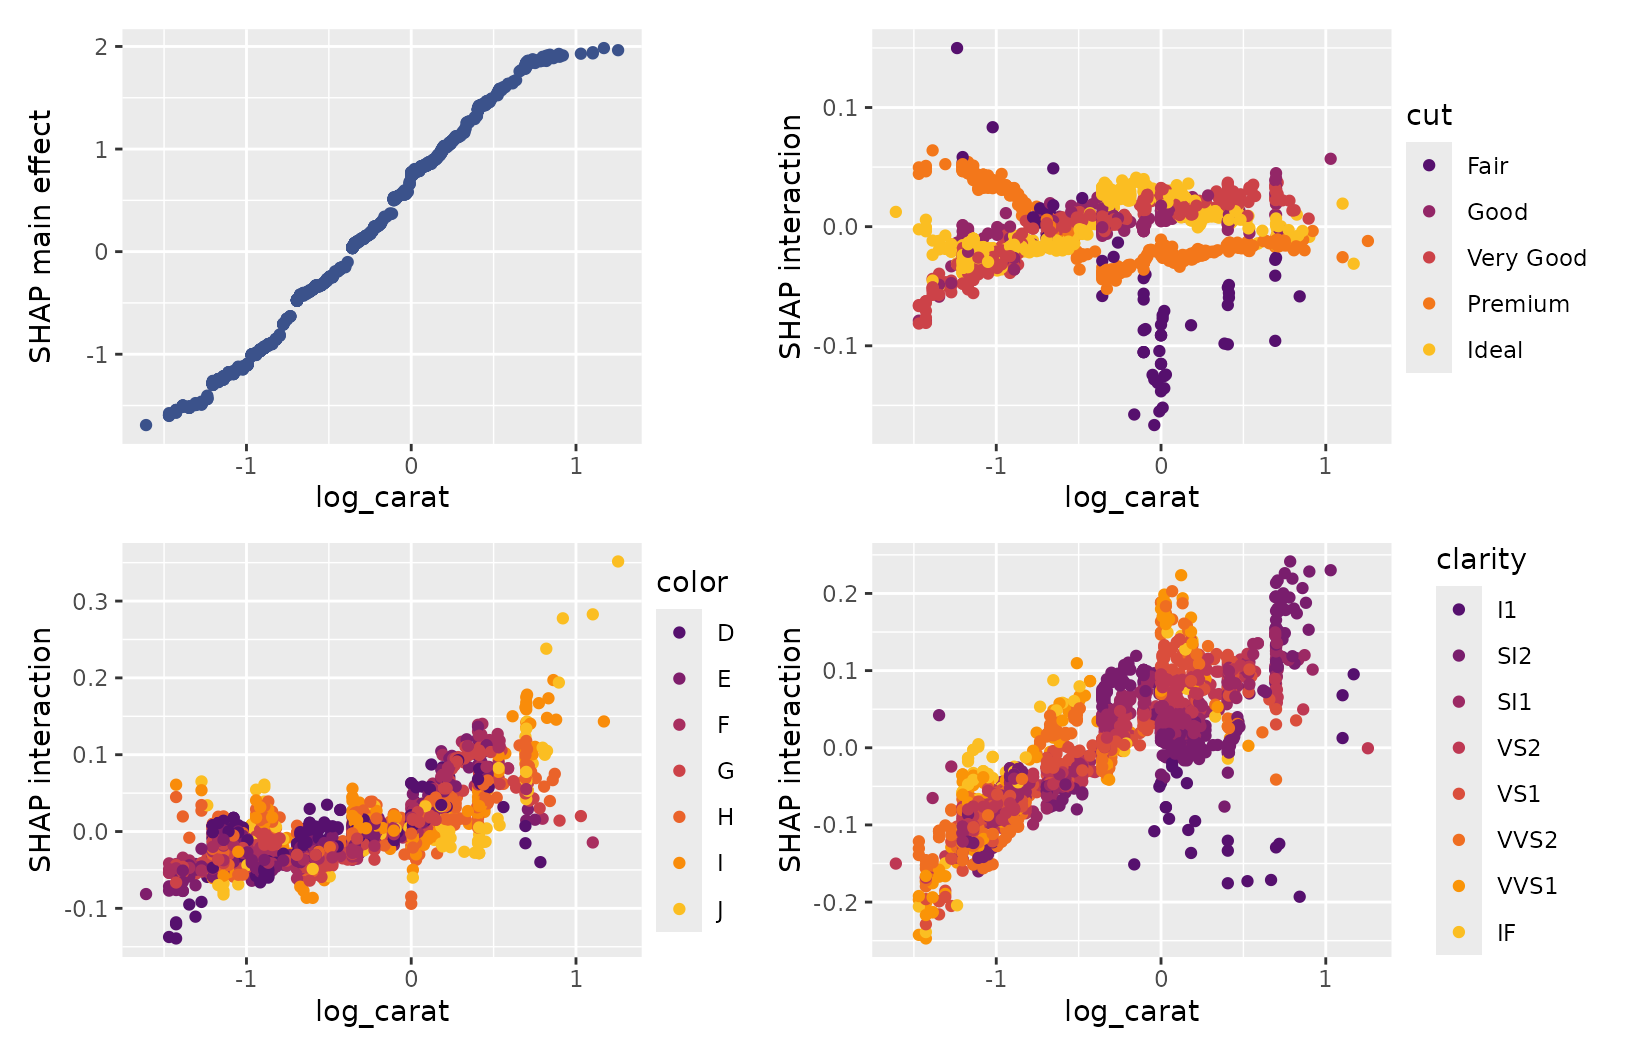 SHAP main effect
2
1
0
-1
-1 0 1
log_carat
SHAP interaction
0.1
0.0
-0.1
-1 0 1
log_carat
cut
Fair
Good
Very Good
Premium
Ideal
SHAP interaction
0.3
0.2
0.1
0.0
-0.1
-1 0 1
log_carat
color
D
E
F
G
H
I
J
SHAP interaction
0.2
0.1
0.0
-0.1
-0.2
-1 0 1
log_carat
clarity
I1
SI2
SI1
VS2
VS1
VVS2
VVS1
IF